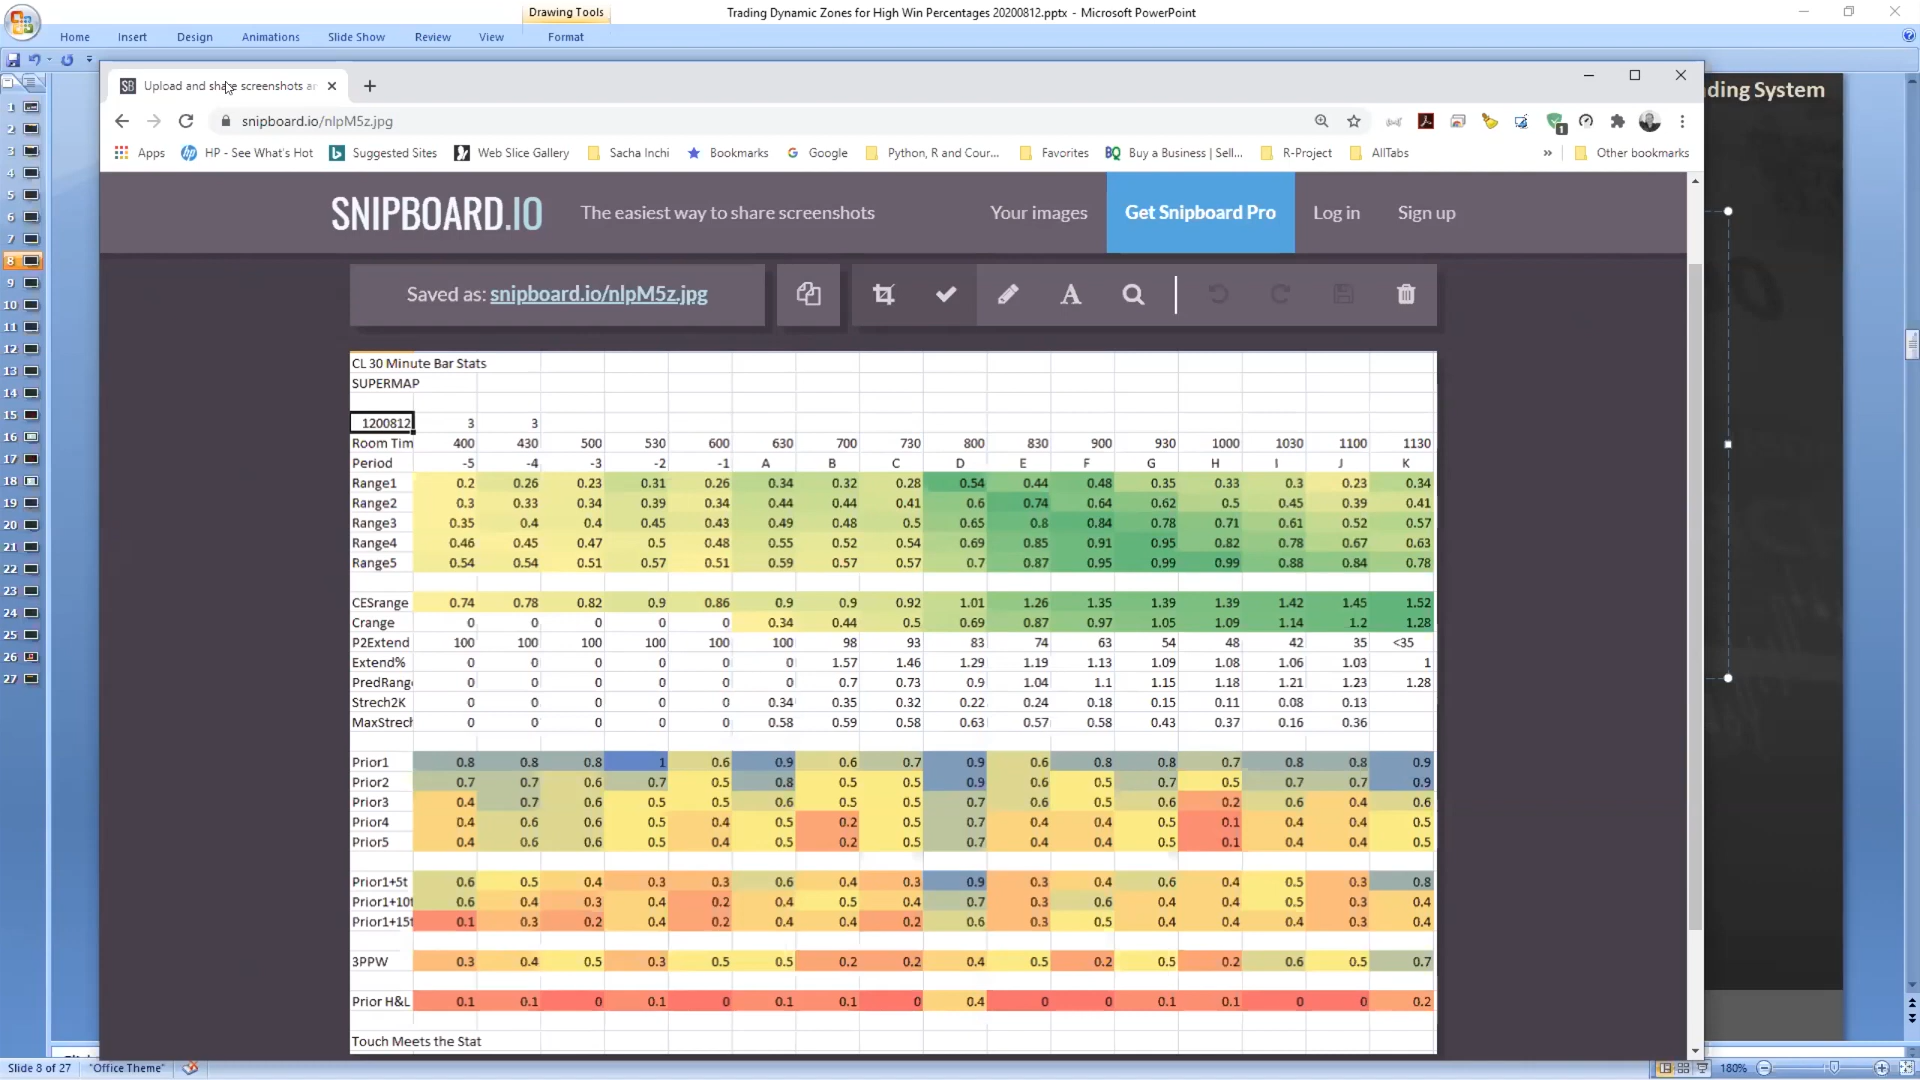 Drawing Tools
Trading Dynamic Zones for High Win Percentages 20200812.pptx - Microsoft PowerPoint
Home Insert Design Animations Slide Show Review View Format
Upload and share screenshots ar
ding System
snipboard.io/nlpM5z.jpg
1
Apps HP - See What's Hot Suggested Sites Web Slice Gallery Sacha Inchi Bookmarks Google Python, R and Cour... Favorites Buy a Business | Sell... R-Project AllTabs » Other bookmarks
SNIPBOARD.IO The easiest way to share screenshots Your images Get Snipboard Pro Log in Sign up
Saved as: snipboard.io/nlpM5z.jpg
CL 30 Minute Bar Stats
SUPERMAP
1200812 3 3
Room Tim 400 430 500 530 600 630 700 730 800 830 900 930 1000 1030 1100 1130
Period -5 -4 -3 -2 -1 A B C D E F G H I J K
Range1 0.2 0.26 0.23 0.31 0.26 0.34 0.32 0.28 0.54 0.44 0.48 0.35 0.33 0.3 0.23 0.34
Range2 0.3 0.33 0.34 0.39 0.34 0.44 0.44 0.41 0.6 0.74 0.64 0.62 0.5 0.45 0.39 0.41
Range3 0.35 0.4 0.4 0.45 0.43 0.49 0.48 0.5 0.65 0.8 0.84 0.78 0.71 0.61 0.52 0.57
Range4 0.46 0.45 0.47 0.5 0.48 0.55 0.52 0.54 0.69 0.85 0.91 0.95 0.82 0.78 0.67 0.63
Range5 0.54 0.54 0.51 0.57 0.51 0.59 0.57 0.57 0.7 0.87 0.95 0.99 0.99 0.88 0.84 0.78
CESrange 0.74 0.78 0.82 0.9 0.86 0.9 0.9 0.92 1.01 1.26 1.35 1.39 1.39 1.42 1.45 1.52
Crange 0 0 0 0 0 0.34 0.44 0.5 0.69 0.87 0.97 1.05 1.09 1.14 1.2 1.28
P2Extend 100 100 100 100 100 100 98 93 83 74 63 54 48 42 35 <35
Extend% 0 0 0 0 0 0 1.57 1.46 1.29 1.19 1.13 1.09 1.08 1.06 1.03 1
PredRang 0 0 0 0 0 0 0.7 0.73 0.9 1.04 1.1 1.15 1.18 1.21 1.23 1.28
Strech2K 0 0 0 0 0 0.34 0.35 0.32 0.22 0.24 0.18 0.15 0.11 0.08 0.13
MaxStrech 0 0 0 0 0 0.58 0.59 0.58 0.63 0.57 0.58 0.43 0.37 0.16 0.36
Prior1 0.8 0.8 0.8 1 0.6 0.9 0.6 0.7 0.9 0.6 0.8 0.8 0.7 0.8 0.8 0.9
Prior2 0.7 0.7 0.6 0.7 0.5 0.8 0.5 0.5 0.9 0.6 0.5 0.7 0.5 0.7 0.7 0.9
Prior3 0.4 0.7 0.6 0.5 0.5 0.6 0.5 0.5 0.7 0.6 0.5 0.6 0.2 0.6 0.4 0.6
Prior4 0.4 0.6 0.6 0.5 0.4 0.5 0.2 0.5 0.7 0.4 0.4 0.5 0.1 0.4 0.4 0.5
Prior5 0.4 0.6 0.6 0.5 0.4 0.5 0.2 0.5 0.7 0.4 0.4 0.5 0.1 0.4 0.4 0.5
Prior1+5t 0.6 0.5 0.4 0.3 0.3 0.6 0.4 0.3 0.9 0.3 0.4 0.6 0.4 0.5 0.3 0.8
Prior1+10t 0.6 0.4 0.3 0.4 0.2 0.4 0.5 0.4 0.7 0.3 0.6 0.4 0.4 0.5 0.3 0.4
Prior1+15t 0.1 0.3 0.2 0.4 0.2 0.4 0.4 0.2 0.6 0.3 0.5 0.4 0.4 0.4 0.3 0.4
3PPW 0.3 0.4 0.5 0.3 0.5 0.5 0.2 0.2 0.4 0.5 0.2 0.5 0.2 0.6 0.5 0.7
Prior H&L 0.1 0.1 0 0.1 0 0.1 0.1 0 0.4 0 0 0.1 0.1 0 0 0.2
Touch Meets the Stat
1
2
3
4
5
6
7
8
9
10
11
12
13
14
15
16
17
18
19
20
21
22
23
24
25
26
27
Slide 8 of 27 "Office Theme" 180%